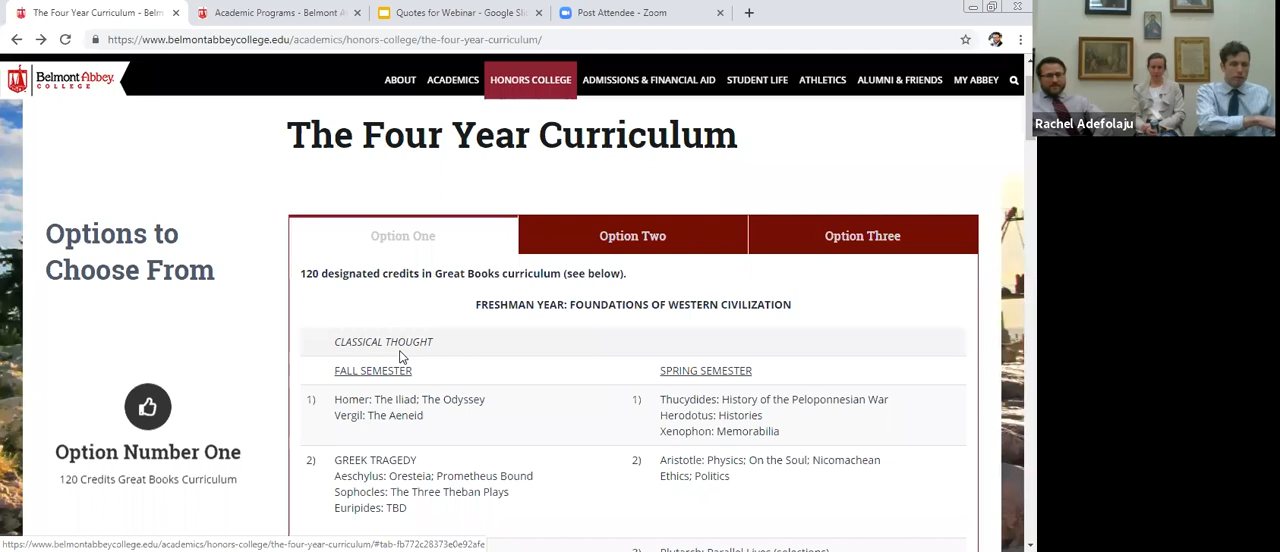 The Four Year Curriculum - Belm
Academic Programs - Belmont Ab
Quotes for Webinar - Google Slid
Post Attendee - Zoom
https://www.belmontabbeycollege.edu/academics/honors-college/the-four-year-curriculum/
Belmont Abbey
COLLEGE
ABOUT ACADEMICS HONORS COLLEGE ADMISSIONS & FINANCIAL AID STUDENT LIFE ATHLETICS ALUMNI & FRIENDS MY ABBEY
Rachel Adefolaju
The Four Year Curriculum
Options to
Choose From
Option One Option Two Option Three
120 designated credits in Great Books curriculum (see below).
FRESHMAN YEAR: FOUNDATIONS OF WESTERN CIVILIZATION
CLASSICAL THOUGHT
FALL SEMESTER SPRING SEMESTER
1) Homer: The Iliad; The Odyssey
Vergil: The Aeneid
1) Thucydides: History of the Peloponnesian War
Herodotus: Histories
Xenophon: Memorabilia
2) GREEK TRAGEDY
Aeschylus: Oresteia; Prometheus Bound
Sophocles: The Three Theban Plays
Euripides: TBD
2) Aristotle: Physics; On the Soul; Nicomachean
Ethics; Politics
3) Plutarch: Parallel Lives (selections)
Option Number One
120 Credits Great Books Curriculum
https://www.belmontabbeycollege.edu/academics/honors-college/the-four-year-curriculum/#tab-fb772c28373e0e92afe